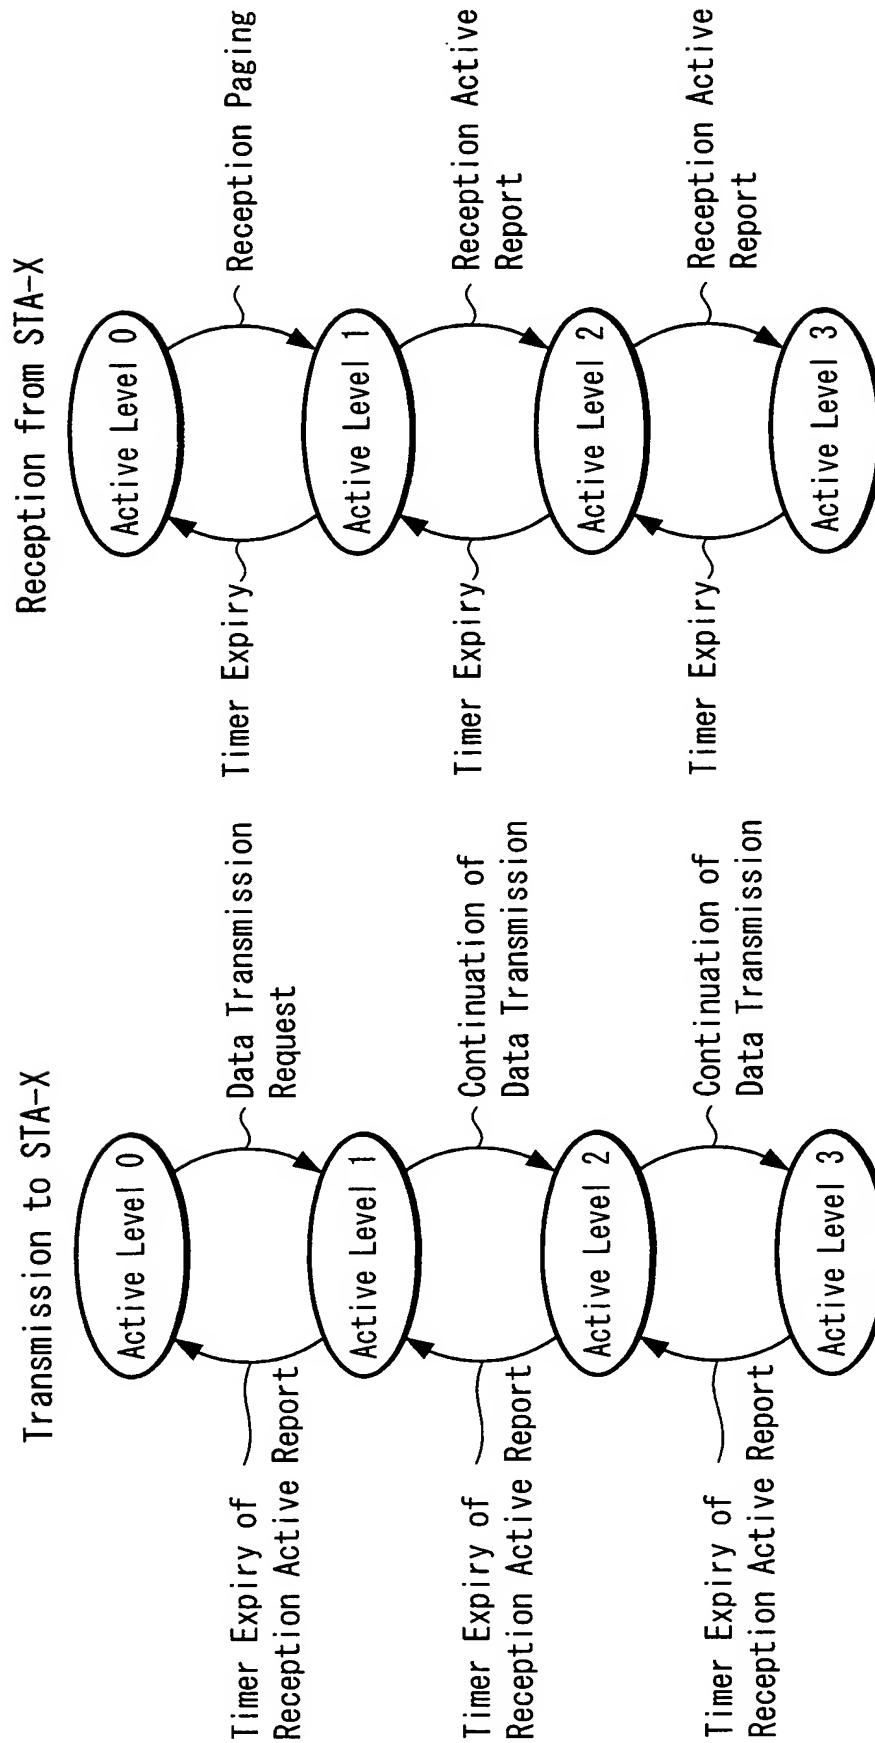 Transmission to STA-X
Active Level 0
Data Transmission
Request
Timer Expiry of
Reception Active Report
Active Level 1
Continuation of
Data Transmission
Timer Expiry of
Reception Active Report
Active Level 2
Continuation of
Data Transmission
Timer Expiry of
Reception Active Report
Active Level 3
Reception from STA-X
Active Level 0
Reception Paging
Timer Expiry
Active Level 1
Reception Active
Report
Timer Expiry
Active Level 2
Reception Active
Report
Timer Expiry
Active Level 3